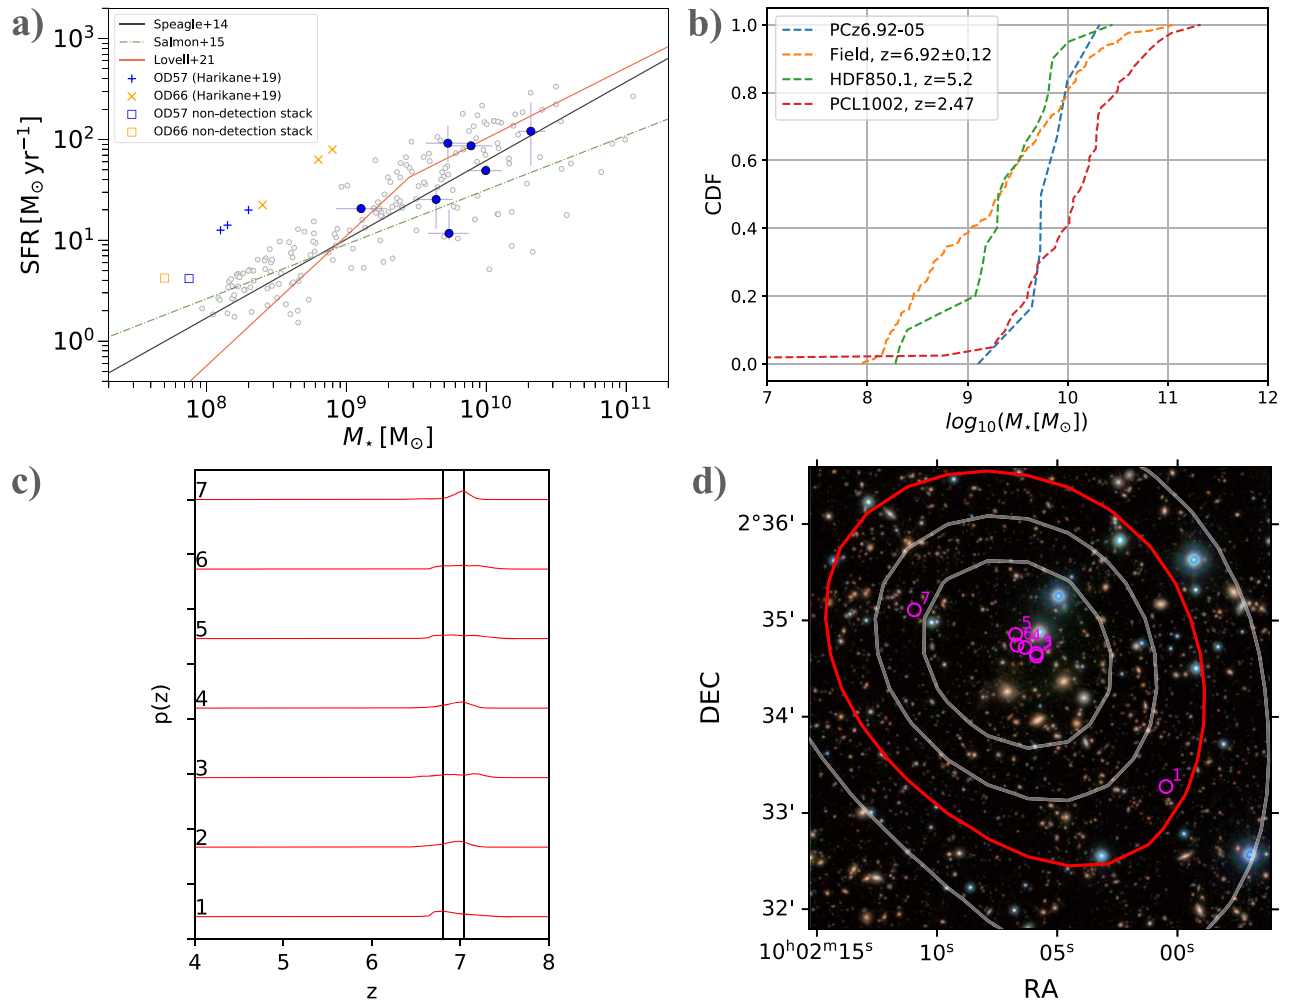 a)
Speagle+14
Salmon+15
Lovell+21
OD57 (Harikane+19)
OD66 (Harikane+19)
OD57 non-detection stack
OD66 non-detection stack
10³
10²
10¹
10⁰
SFR [M⊙ yr⁻¹]
10⁸ 10⁹ 10¹⁰ 10¹¹
M⋆ [M⊙]
b)
PCz6.92-05
Field, z=6.92±0.12
HDF850.1, z=5.2
PCL1002, z=2.47
1.0
0.8
0.6
0.4
0.2
0.0
CDF
7 8 9 10 11 12
log₁₀(M⋆[M⊙])
c)
7
6
5
4
3
2
1
p(z)
4 5 6 7 8
z
d)
2°36'
35'
34'
33'
32'
DEC
7
5
1
10ʰ02ᵐ15ˢ 10ˢ 05ˢ 00ˢ
RA